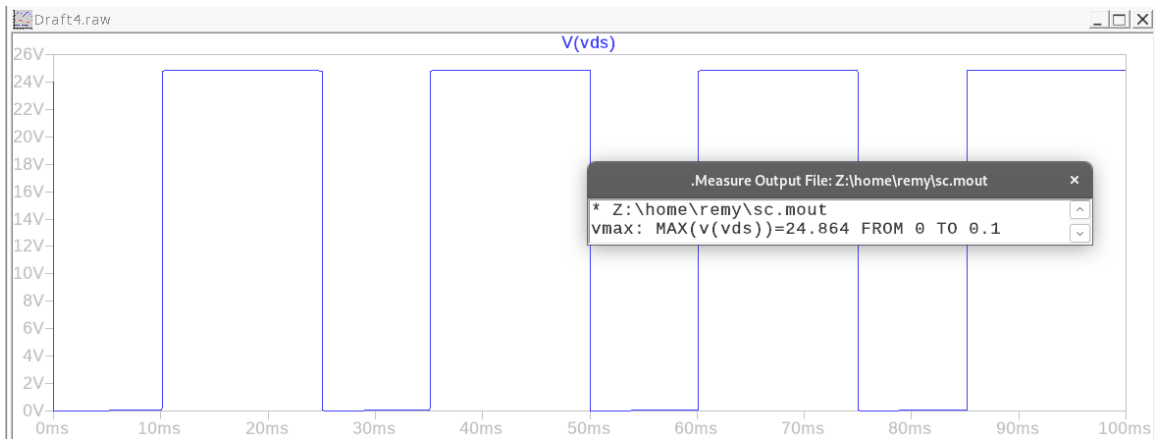 Draft4.raw
V(vds)
26V
24V
22V
20V
18V
16V
14V
12V
10V
8V
6V
4V
2V
0V
.Measure Output File: Z:\home\remy\sc.mout
* Z:\home\remy\sc.mout
vmax: MAX(v(vds))=24.864 FROM 0 TO 0.1
0ms 10ms 20ms 30ms 40ms 50ms 60ms 70ms 80ms 90ms 100ms